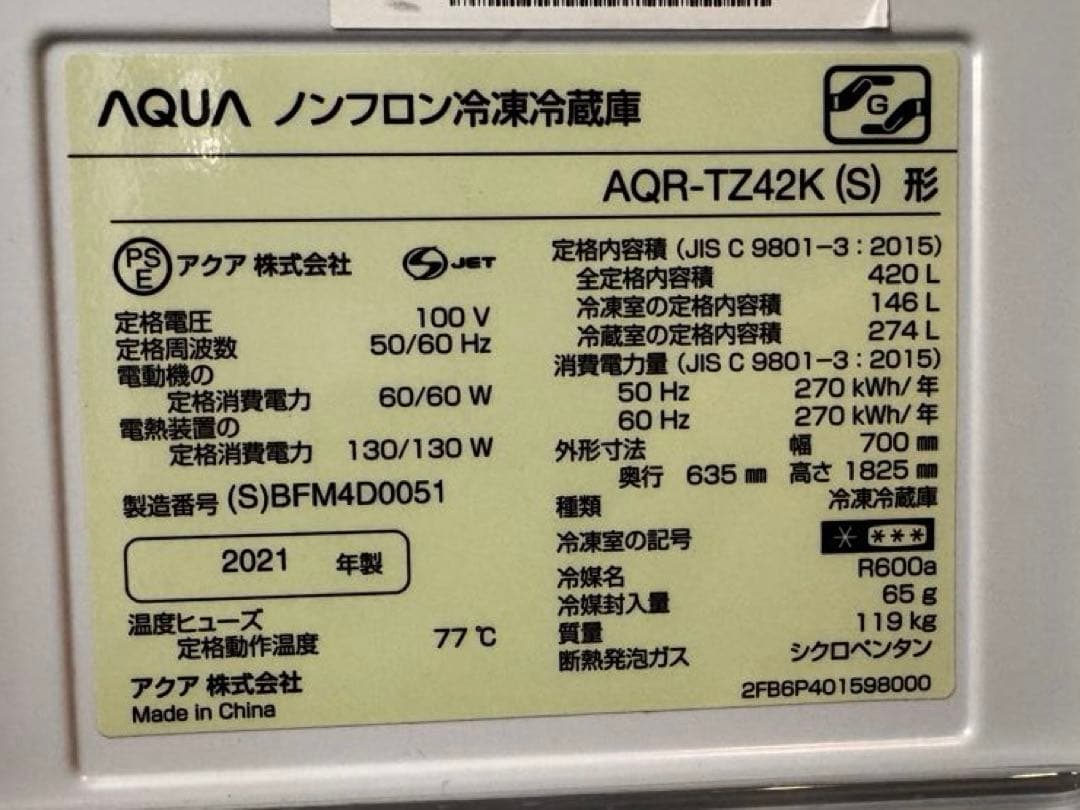 AQUA ノンフロン冷凍冷蔵庫
G
AQR-TZ42K (S) 形
PSE アクア 株式会社 S JET
定格電圧 100 V
定格周波数 50/60 Hz
電動機の
定格消費電力 60/60 W
電熱装置の
定格消費電力 130/130 W
製造番号 (S)BFM4D0051
2021 年製
温度ヒューズ
定格動作温度 77 ℃
アクア 株式会社
Made in China
定格内容積 (JIS C 9801-3 : 2015)
全定格内容積 420 L
冷凍室の定格内容積 146 L
冷蔵室の定格内容積 274 L
消費電力量 (JIS C 9801-3 : 2015)
50 Hz 270 kWh/年
60 Hz 270 kWh/年
外形寸法 幅 700 ㎜
奥行 635 ㎜ 高さ 1825 ㎜
種類 冷凍冷蔵庫
冷凍室の記号 * ***
冷媒名 R600a
冷媒封入量 65 g
質量 119 kg
断熱発泡ガス シクロペンタン
2FB6P401598000